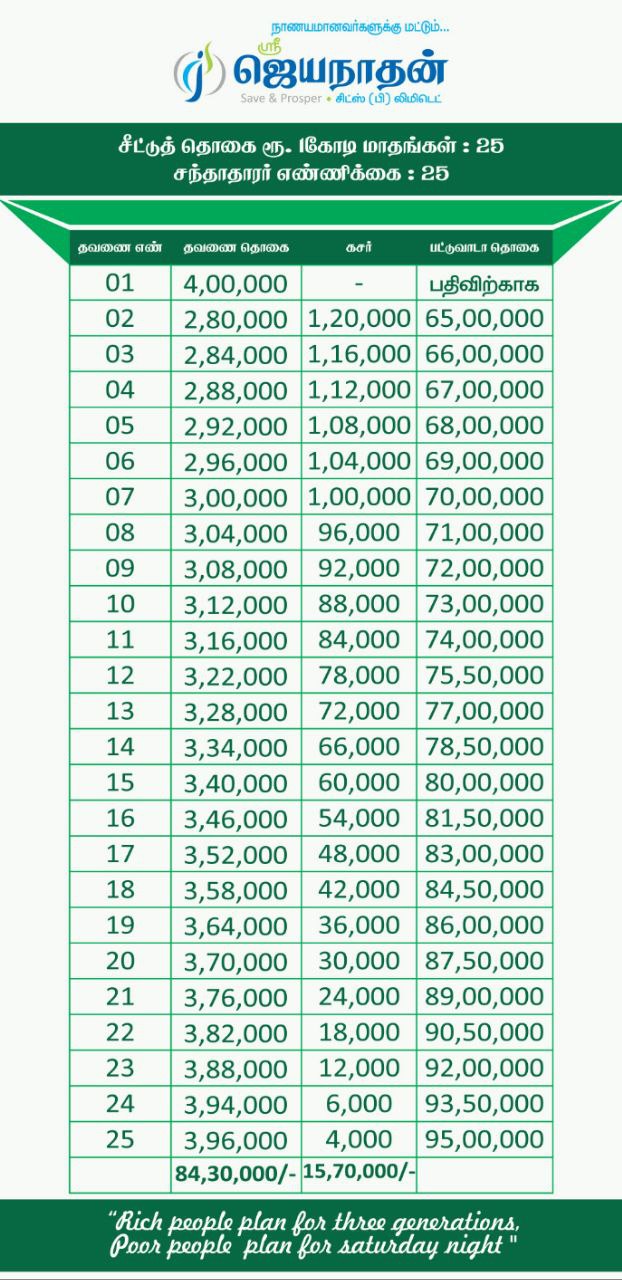 நாணயமானவர்களுக்கு மட்டும்...
ஸ்ரீ
ஜெயநாதன்
Save & Prosper • சிட்ஸ் (பி) லிமிடெட்
சீட்டுத் தொகை ரூ. 1கோடி மாதங்கள் : 25
சந்தாதாரர் எண்ணிக்கை : 25
தவணை எண் தவணை தொகை கசர் பட்டுவாடா தொகை
01 4,00,000 - பதிவிற்காக
02 2,80,000 1,20,000 65,00,000
03 2,84,000 1,16,000 66,00,000
04 2,88,000 1,12,000 67,00,000
05 2,92,000 1,08,000 68,00,000
06 2,96,000 1,04,000 69,00,000
07 3,00,000 1,00,000 70,00,000
08 3,04,000 96,000 71,00,000
09 3,08,000 92,000 72,00,000
10 3,12,000 88,000 73,00,000
11 3,16,000 84,000 74,00,000
12 3,22,000 78,000 75,50,000
13 3,28,000 72,000 77,00,000
14 3,34,000 66,000 78,50,000
15 3,40,000 60,000 80,00,000
16 3,46,000 54,000 81,50,000
17 3,52,000 48,000 83,00,000
18 3,58,000 42,000 84,50,000
19 3,64,000 36,000 86,00,000
20 3,70,000 30,000 87,50,000
21 3,76,000 24,000 89,00,000
22 3,82,000 18,000 90,50,000
23 3,88,000 12,000 92,00,000
24 3,94,000 6,000 93,50,000
25 3,96,000 4,000 95,00,000
84,30,000/- 15,70,000/-
“Rich people plan for three generations,
Poor people plan for saturday night "